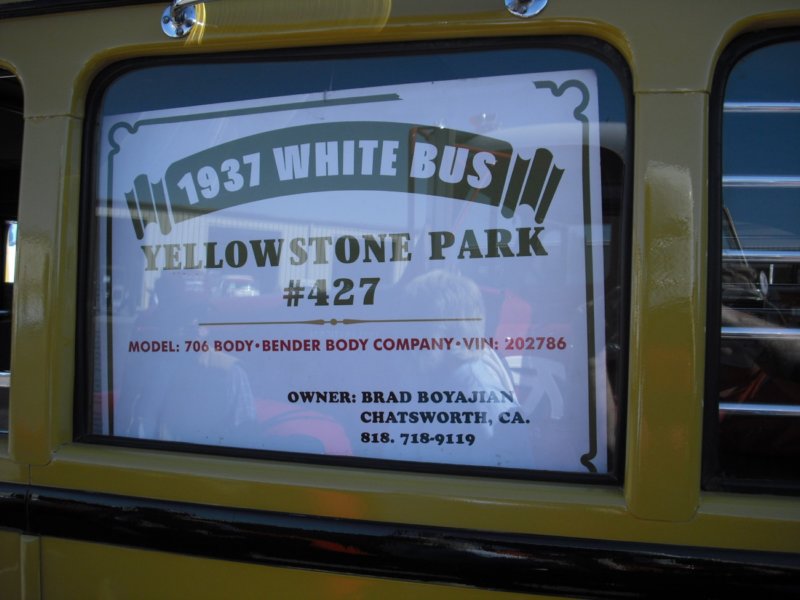 1937 WHITE BUS
YELLOWSTONE PARK
#427
MODEL: 706 BODY•BENDER BODY COMPANY•VIN: 202786
OWNER: BRAD BOYAJIAN
CHATSWORTH, CA.
818. 718-9119